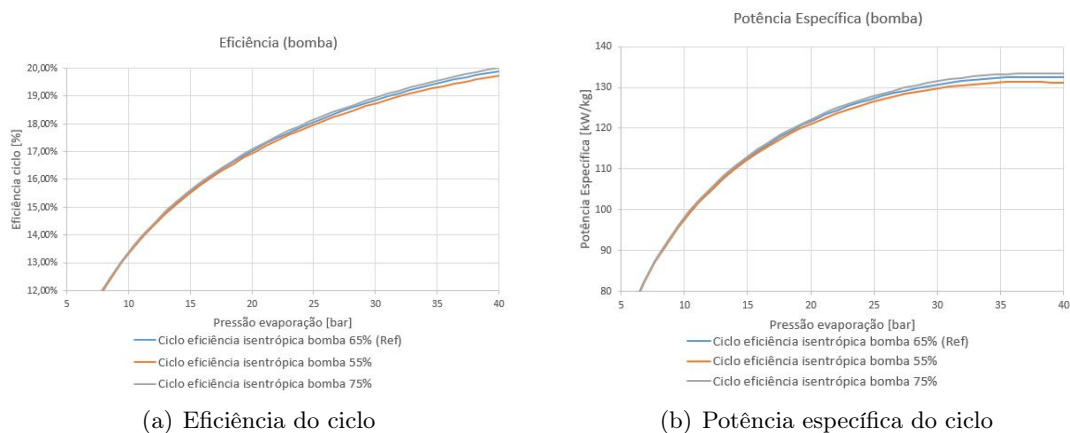 Eficiência (bomba)
Eficiência ciclo [%]
20,00%
19,00%
18,00%
17,00%
16,00%
15,00%
14,00%
13,00%
12,00%
5 10 15 20 25 30 35 40
Pressão evaporação [bar]
Ciclo eficiência isentrópica bomba 65% (Ref)
Ciclo eficiência isentrópica bomba 55%
Ciclo eficiência isentrópica bomba 75%
(a) Eficiência do ciclo
Potência Específica (bomba)
Potência Específica [kW/kg]
140
130
120
110
100
90
80
5 10 15 20 25 30 35 40
Pressão evaporação [bar]
Ciclo eficiência isentrópica bomba 65% (Ref)
Ciclo eficiência isentrópica bomba 55%
Ciclo eficiência isentrópica bomba 75%
(b) Potência específica do ciclo